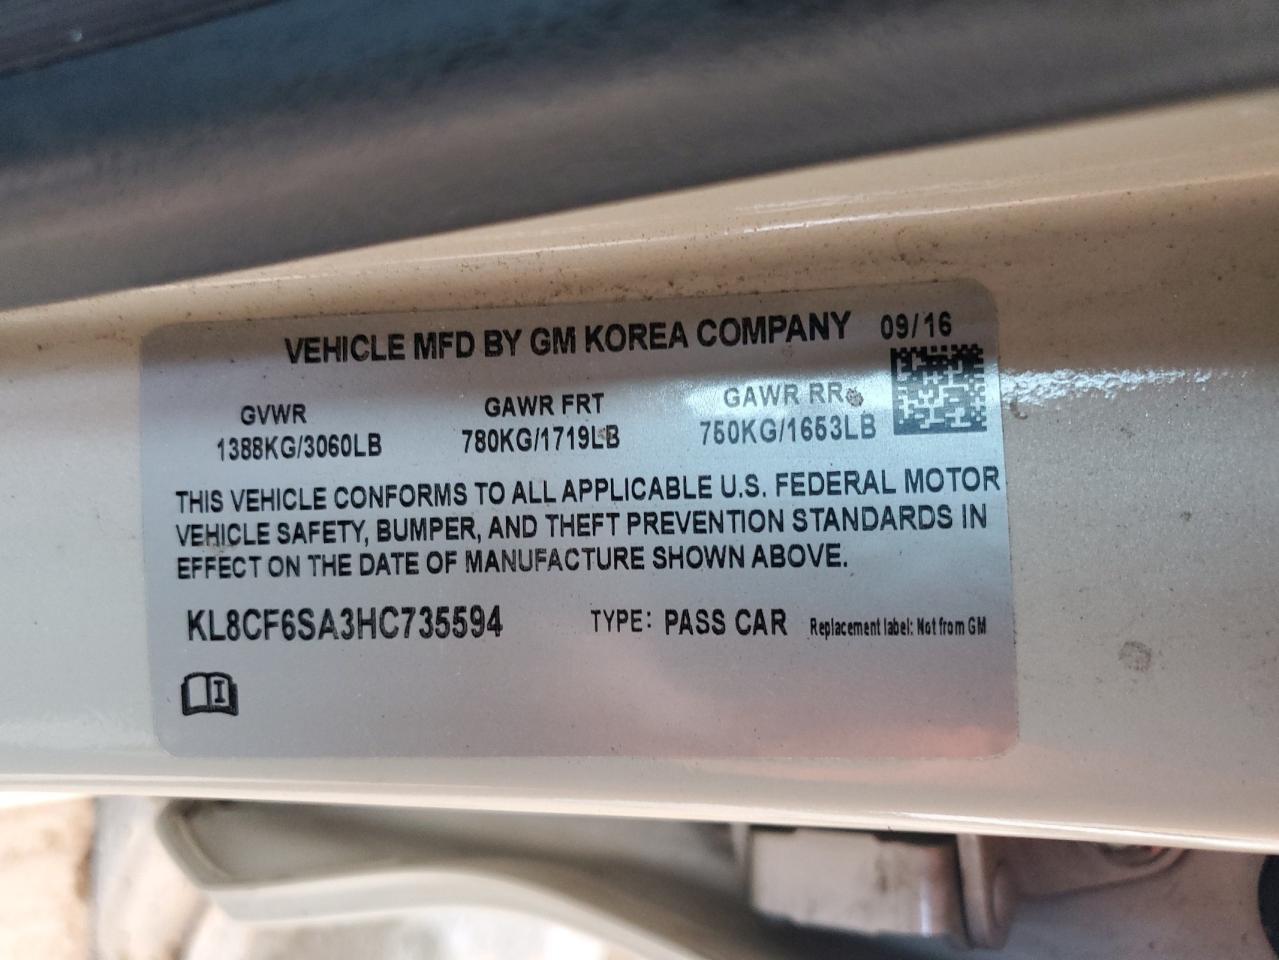 VEHICLE MFD BY GM KOREA COMPANY 09/16
GVWR GAWR FRT GAWR RR
1388KG/3060LB 780KG/1719LB 750KG/1653LB
THIS VEHICLE CONFORMS TO ALL APPLICABLE U.S. FEDERAL MOTOR
VEHICLE SAFETY, BUMPER, AND THEFT PREVENTION STANDARDS IN
EFFECT ON THE DATE OF MANUFACTURE SHOWN ABOVE.
KL8CF6SA3HC735594 TYPE: PASS CAR Replacement label: Not from GM
I